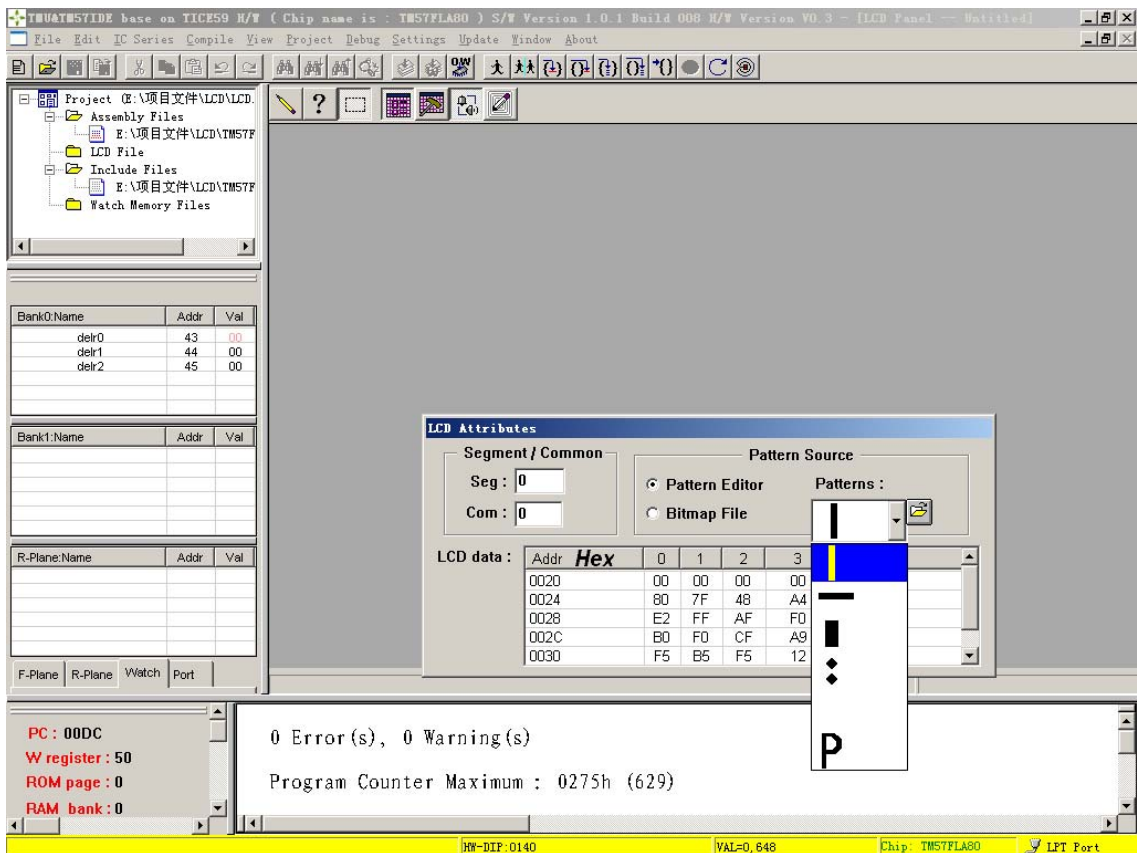 TMU&TM57IDE base on TICE59 H/W ( Chip name is : TM57FLA80 ) S/W Version 1.0.1 Build 008 H/W Version V0.3 - [LCD Panel -- Untitled]
File Edit IC Series Compile View Project Debug Settings Update Window About
Project (E:\项目文件\LCD\LCD.
Assembly Files
E:\项目文件\LCD\TM57F
LCD File
Include Files
E:\项目文件\LCD\TM57F
Watch Memory Files
Bank0:Name Addr Val
delr0 43 00
delr1 44 00
delr2 45 00
Bank1:Name Addr Val
R-Plane:Name Addr Val
F-Plane R-Plane Watch Port
LCD Attributes
Segment / Common
Seg : 0
Com : 0
Pattern Source
Pattern Editor
Bitmap File
Patterns :
LCD data :
Addr Hex 0 1 2 3
0020 00 00 00 00
0024 80 7F 48 A4
0028 E2 FF AF F0
002C B0 F0 CF A9
0030 F5 B5 F5 12
P
PC : 00DC
W register : 50
ROM page : 0
RAM bank : 0
0 Error(s), 0 Warning(s)
Program Counter Maximum : 0275h (629)
HW-DIP:0140 VAL=0,648 Chip: TM57FLA80 LPT Port